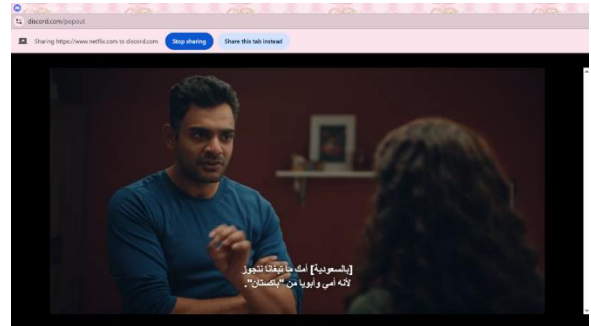 discord.com/popout
Sharing https://www.netflix.com to discord.com
Stop sharing
Share this tab instead
[بالسعودية] أمك ما تبغانا نتجوز
لأنه أمي وأبويا من "باكستان".